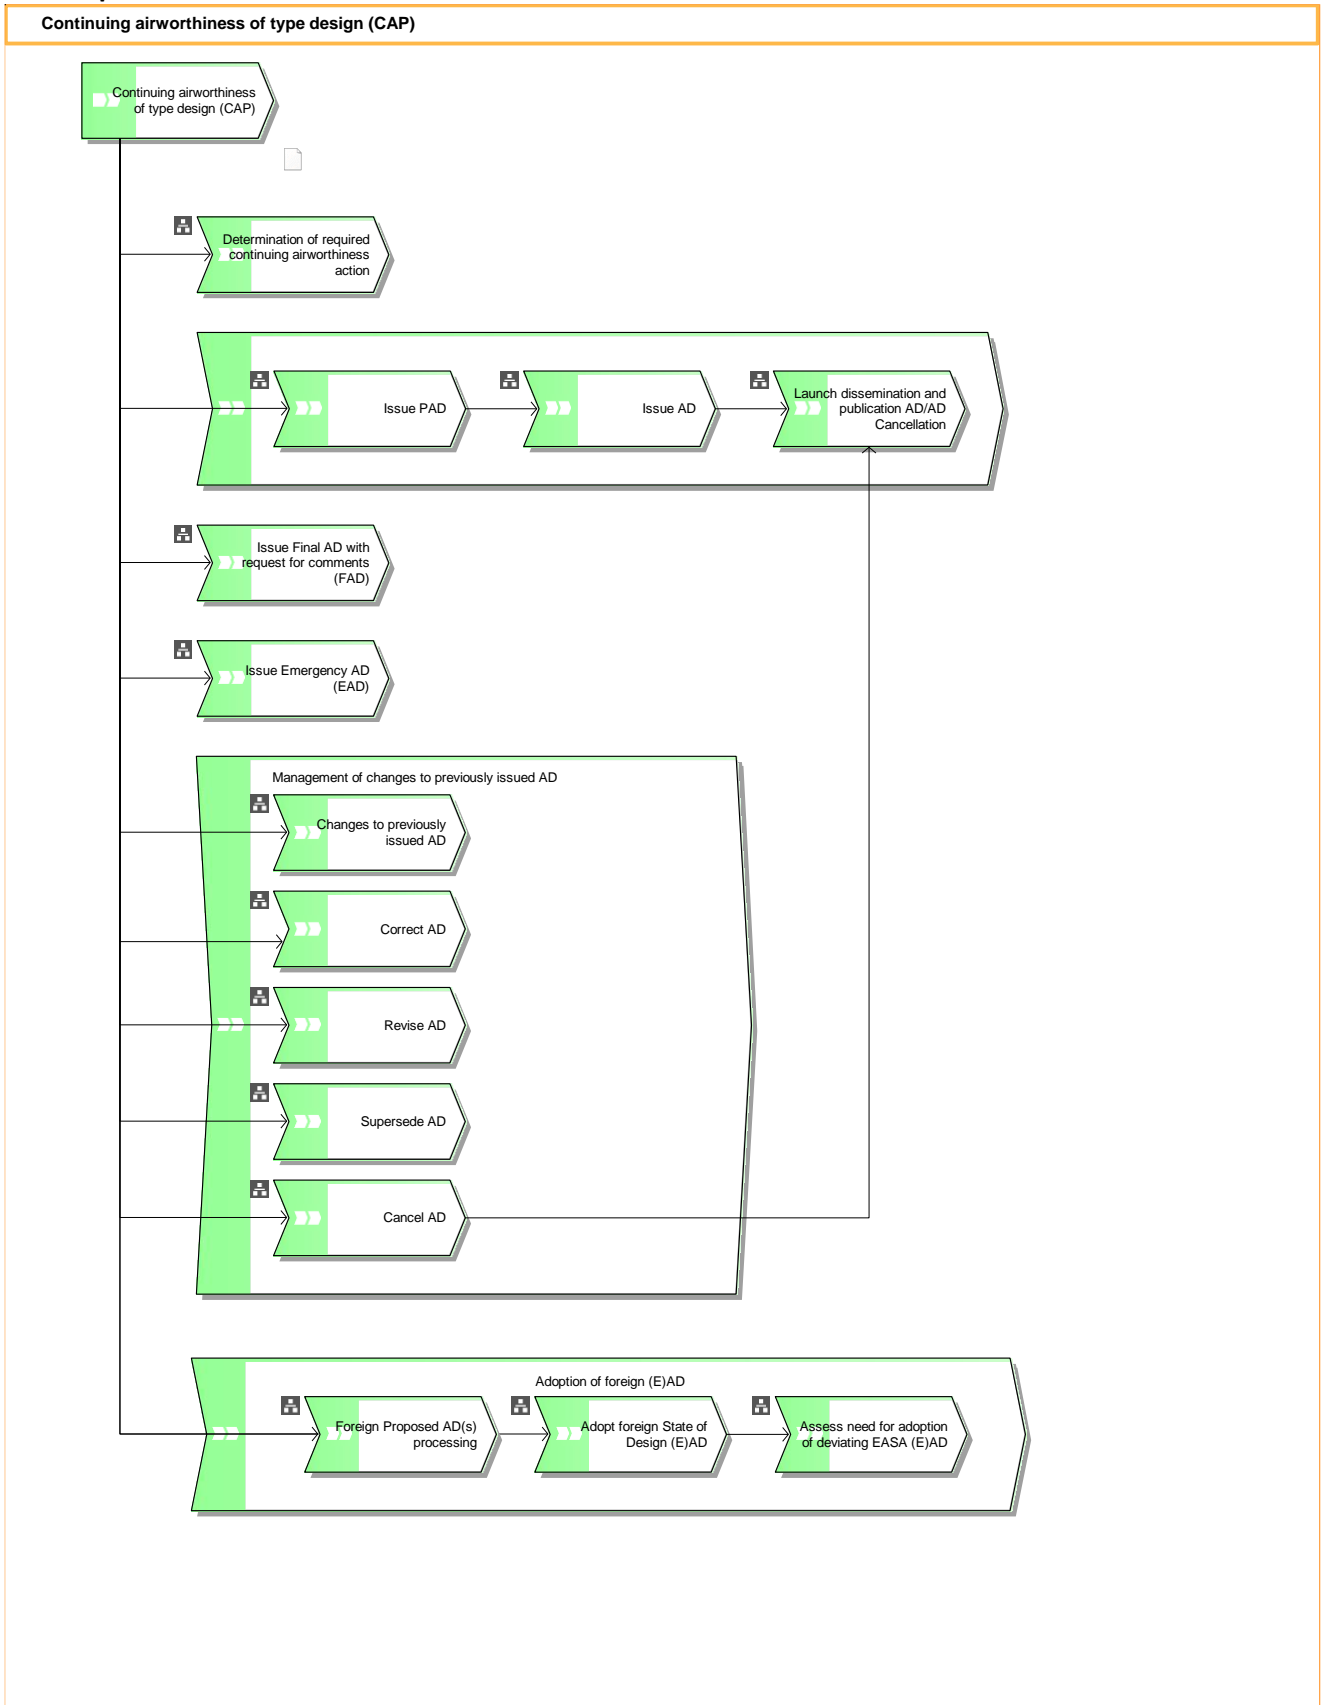 Continuing airworthiness of type design (CAP)
Continuing airworthiness
of type design (CAP)
Determination of required
continuing airworthiness
action
Issue PAD
Issue AD
Launch dissemination and
publication AD/AD
Cancellation
Issue Final AD with
request for comments
(FAD)
Issue Emergency AD
(EAD)
Management of changes to previously issued AD
Changes to previously
issued AD
Correct AD
Revise AD
Supersede AD
Cancel AD
Adoption of foreign (E)AD
Foreign Proposed AD(s)
processing
Adopt foreign State of
Design (E)AD
Assess need for adoption
of deviating EASA (E)AD